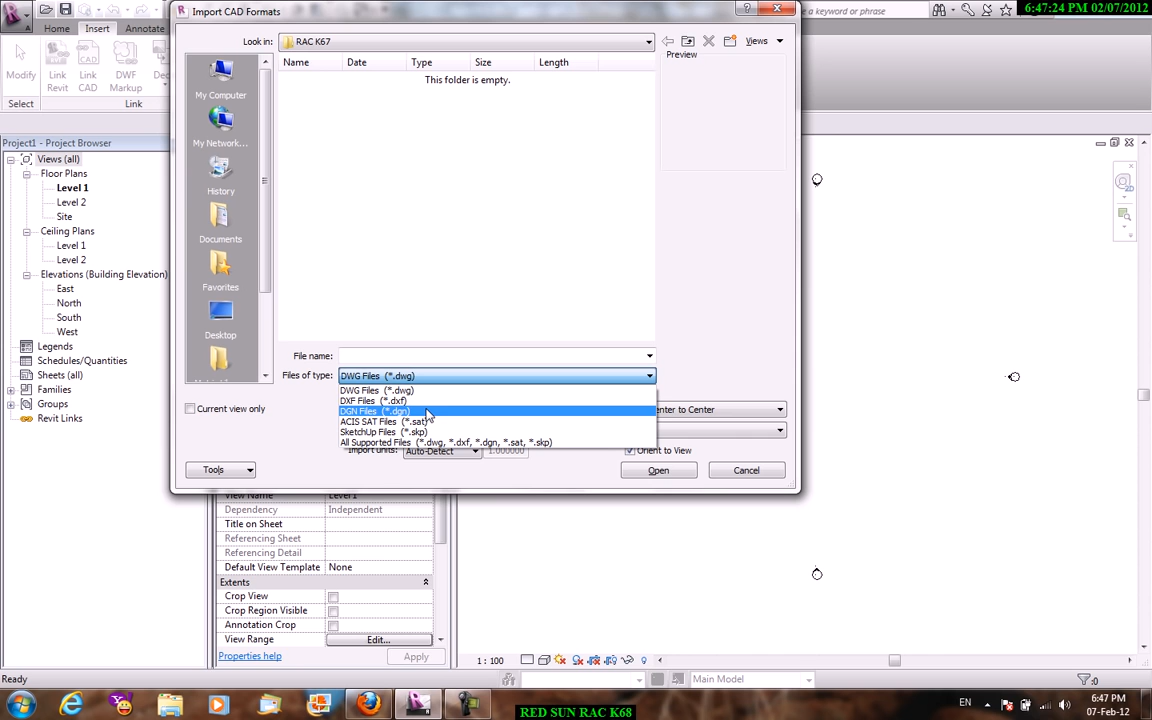 Import CAD Formats
a keyword or phrase
6:47:24 PM 02/07/2012
Home Insert Annotate
Modify
Link Revit
Link CAD
DWF Markup
Select
Link
Look in: RAC K67
Views
Name Date Type Size Length
Preview
This folder is empty.
My Computer
My Network...
History
Documents
Favorites
Desktop
File name:
Files of type: DWG Files (*.dwg)
DWG Files (*.dwg)
DXF Files (*.dxf)
DGN Files (*.dgn)
ACIS SAT Files (*.sat)
SketchUp Files (*.skp)
All Supported Files (*.dwg, *.dxf, *.dgn, *.sat, *.skp)
Current view only
enter to Center
Import units: Auto-Detect 1.000000
Orient to View
Tools
Open
Cancel
Project1 - Project Browser
Views (all)
Floor Plans
Level 1
Level 2
Site
Ceiling Plans
Level 1
Level 2
Elevations (Building Elevation)
East
North
South
West
Legends
Schedules/Quantities
Sheets (all)
Families
Groups
Revit Links
View Name Level 1
Dependency Independent
Title on Sheet
Referencing Sheet
Referencing Detail
Default View Template None
Extents
Crop View
Crop Region Visible
Annotation Crop
View Range Edit...
Properties help
Apply
1 : 100
Ready
Main Model
:0
EN
6:47 PM
07-Feb-12
RED SUN RAC K68